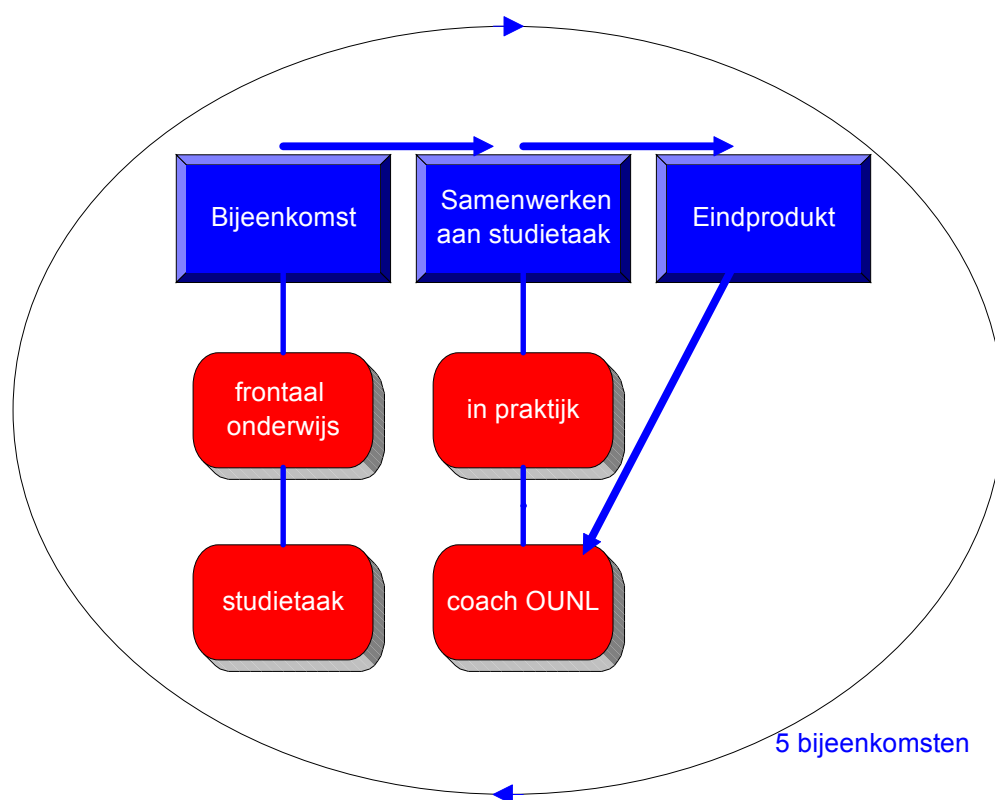 Bijeenkomst
Samenwerken
aan studietaak
Eindprodukt
frontaal
onderwijs
in praktijk
studietaak
coach OUNL
5 bijeenkomsten